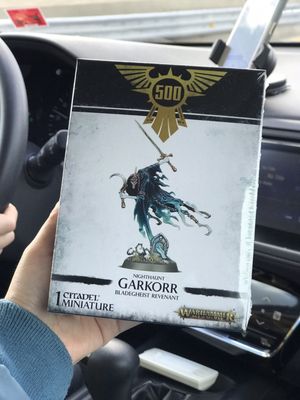 500
NIGHTHAUNT
GARKORR
BLADEGHEIST REVENANT
1 CITADEL
MINIATURE
WARHAMMER